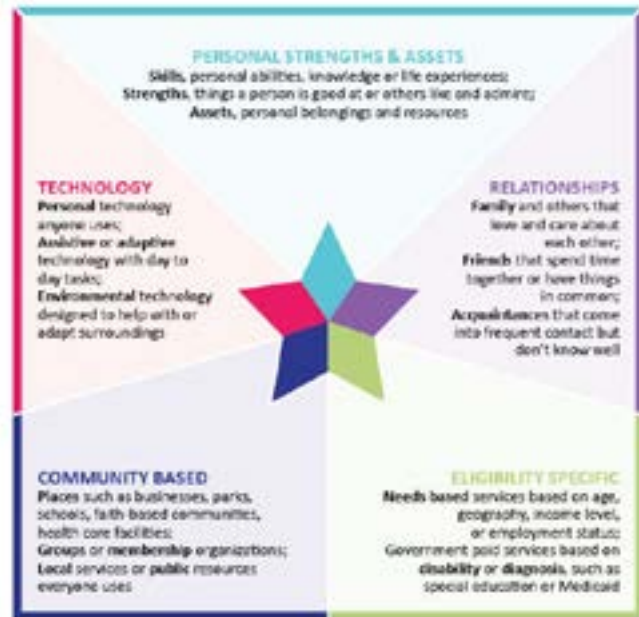 PERSONAL STRENGTHS & ASSETS
Skills, personal abilities, knowledge or life experiences;
Strengths, things a person is good at or others like and admire;
Assets, personal belongings and resources
TECHNOLOGY
Personal technology
anyone uses;
Assistive or adaptive
technology with day to
day tasks;
Environmental technology
designed to help with or
adapt surroundings
RELATIONSHIPS
Family and others that
love and care about
each other;
Friends that spend time
together or have things
in common;
Acquaintances that come
into frequent contact but
don't know well
COMMUNITY BASED
Places such as businesses, parks,
schools, faith-based communities,
health care facilities;
Groups or membership organizations;
Local services or public resources
everyone uses
ELIGIBILITY SPECIFIC
Needs based services based on age,
geography, income level,
or employment status;
Government paid services based on
disability or diagnosis, such as
special education or Medicaid